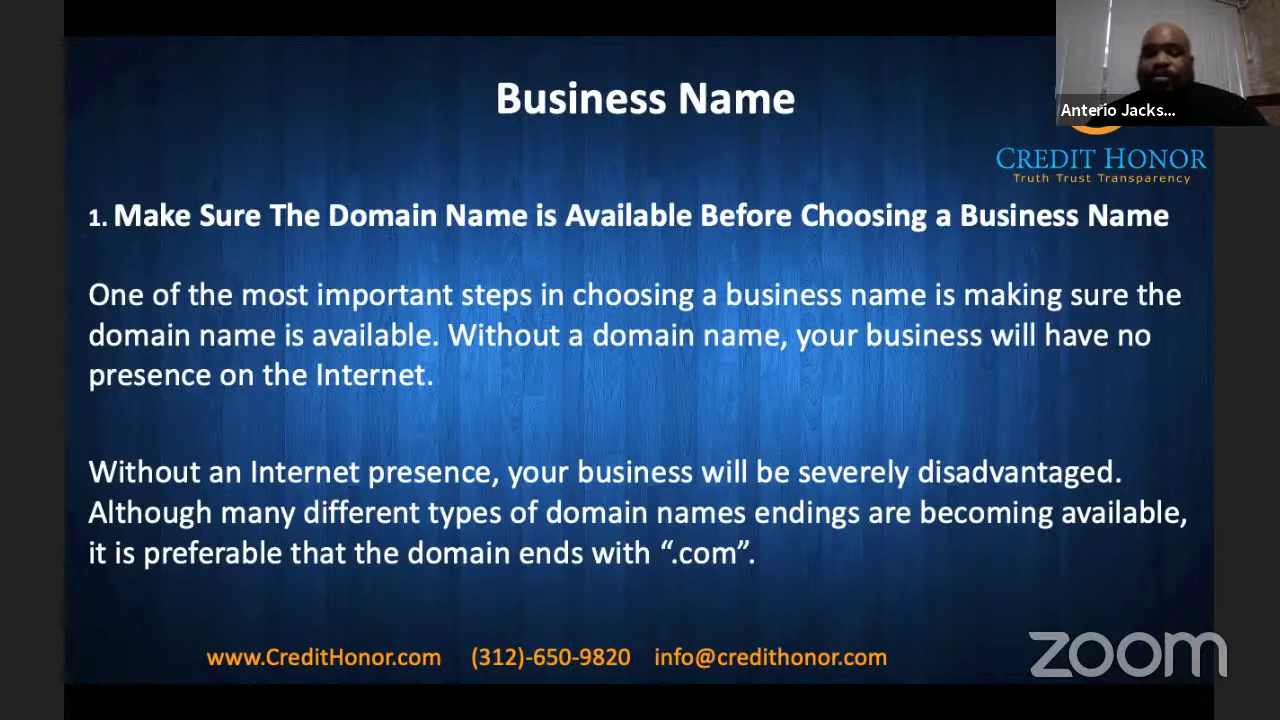 Business Name
Anterio Jacks...
CREDIT HONOR
Truth Trust Transparency
1. Make Sure The Domain Name is Available Before Choosing a Business Name
One of the most important steps in choosing a business name is making sure the
domain name is available. Without a domain name, your business will have no
presence on the Internet.
Without an Internet presence, your business will be severely disadvantaged.
Although many different types of domain names endings are becoming available,
it is preferable that the domain ends with “.com”.
www.CreditHonor.com (312)-650-9820 info@credithonor.com
zoom